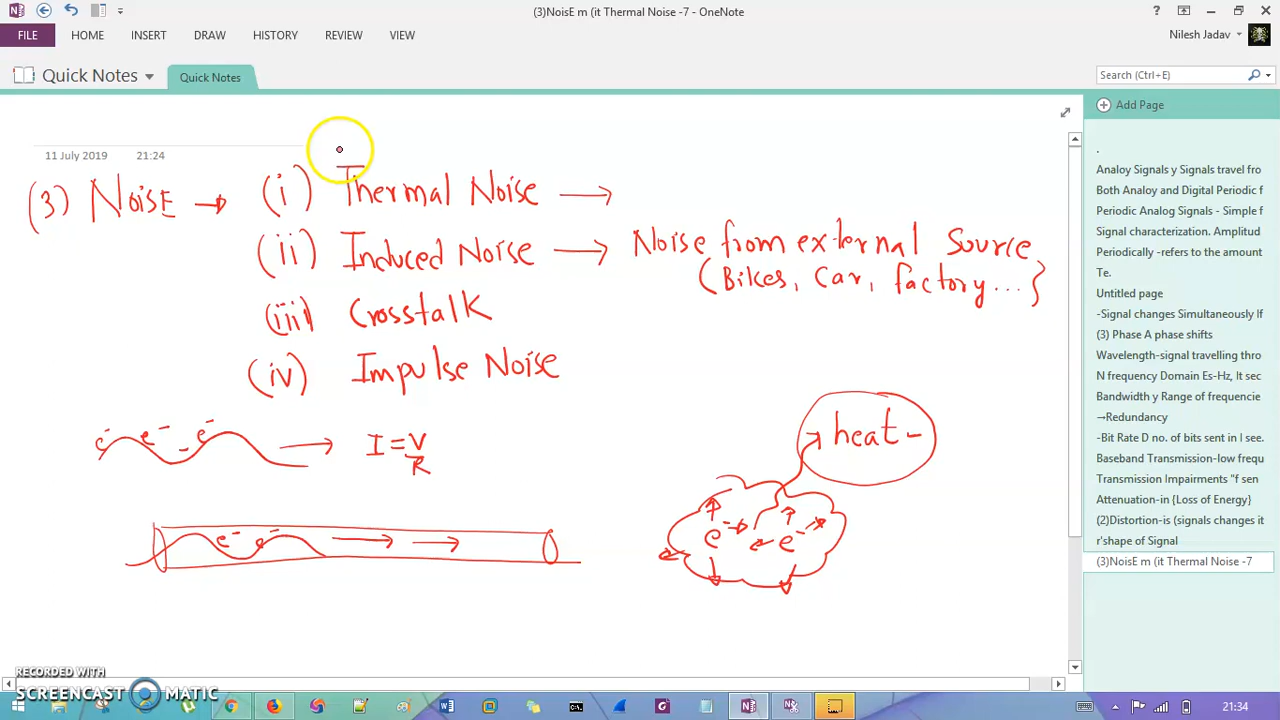 (3)NoisE m (it Thermal Noise -7 - OneNote
FILE HOME INSERT DRAW HISTORY REVIEW VIEW
Nilesh Jadav
Quick Notes
Quick Notes
Search (Ctrl+E)
Add Page
11 July 2019 21:24
(3) NoisE → (i) Thermal Noise →
(ii) Induced Noise → Noise from external Source
(Bikes, Car, factory...}
(iii) Crosstalk
(iv) Impulse Noise
e⁻ e⁻ e⁻ → I = V/R
heat -
e⁻ e⁻
e⁻ e⁻
.
Analoy Signals y Signals travel fro
Both Analoy and Digital Periodic f
Periodic Analog Signals - Simple f
Signal characterization. Amplitud
Periodically -refers to the amount
Te.
Untitled page
-Signal changes Simultaneously If
(3) Phase A phase shifts
Wavelength-signal travelling thro
N frequency Domain Es-Hz, It sec
Bandwidth y Range of frequencie
→Redundancy
-Bit Rate D no. of bits sent in I see.
Baseband Transmission-low frequ
Transmission Impairments "f sen
Attenuation-in {Loss of Energy}
(2)Distortion-is (signals changes it
r'shape of Signal
(3)NoisE m (it Thermal Noise -7
RECORDED WITH
SCREENCAST MATIC
21:34